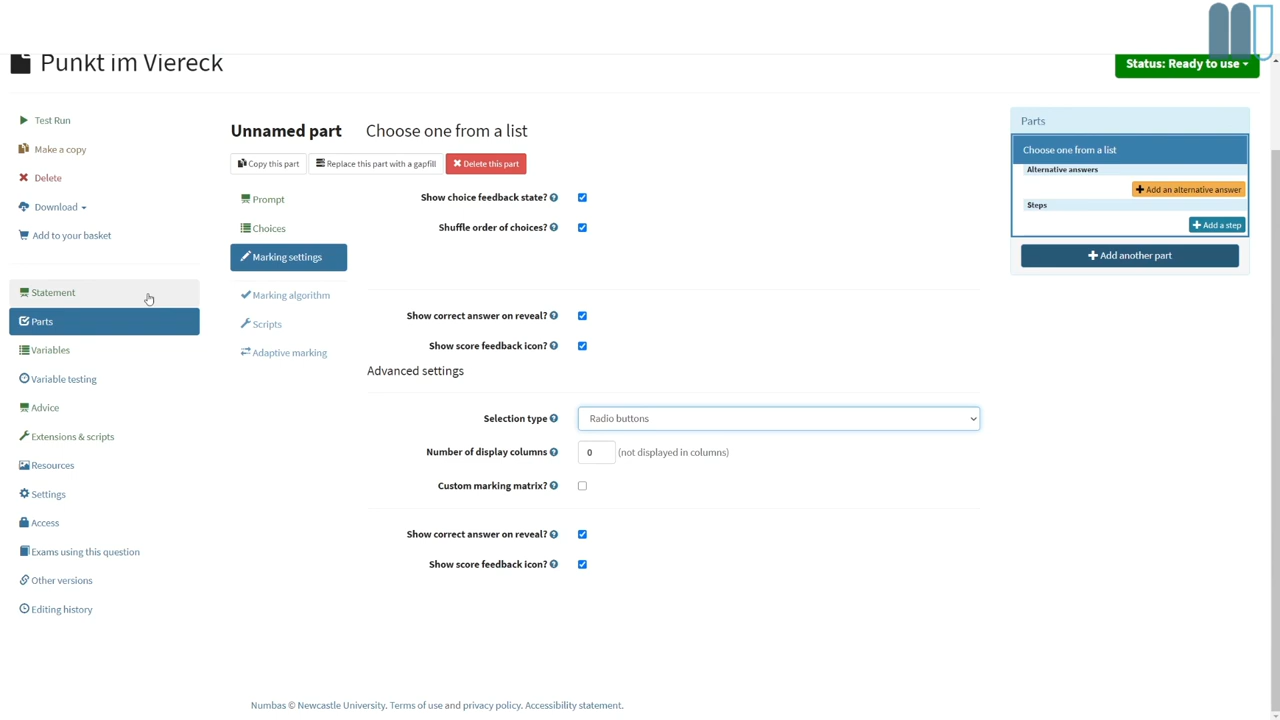 Punkt im Viereck
Status: Ready to use
Test Run
Make a copy
Delete
Download
Add to your basket
Statement
Parts
Variables
Variable testing
Advice
Extensions & scripts
Resources
Settings
Access
Exams using this question
Other versions
Editing history
Unnamed part Choose one from a list
Copy this part Replace this part with a gapfill Delete this part
Prompt
Choices
Marking settings
Marking algorithm
Scripts
Adaptive marking
Show choice feedback state?
Shuffle order of choices?
Show correct answer on reveal?
Show score feedback icon?
Advanced settings
Selection type Radio buttons
Number of display columns 0 (not displayed in columns)
Custom marking matrix?
Show correct answer on reveal?
Show score feedback icon?
Parts
Choose one from a list
Alternative answers
Add an alternative answer
Steps
Add a step
Add another part
Numbas © Newcastle University. Terms of use and privacy policy. Accessibility statement.